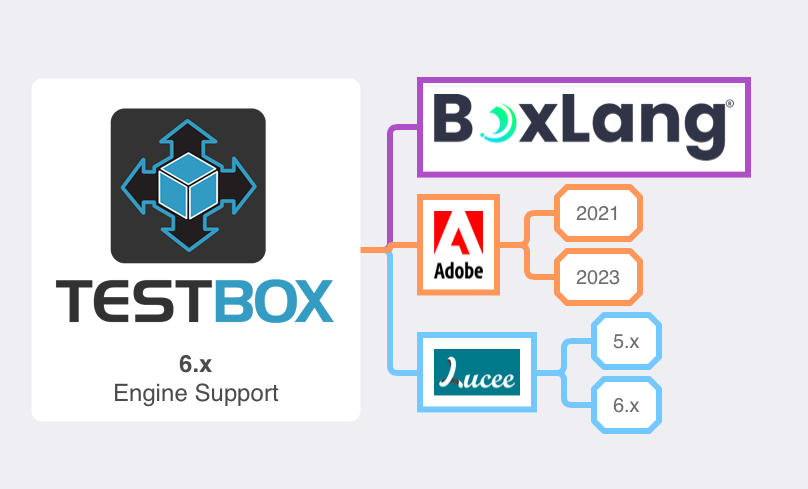 TESTBOX
6.x
Engine Support
BoxLang®
Adobe
2021
2023
Lucee
5.x
6.x